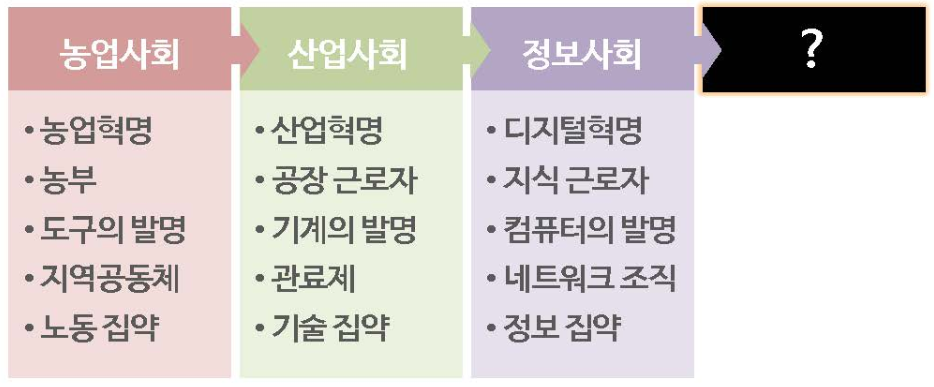 농업사회
산업사회
정보사회
?
• 농업혁명
• 농부
• 도구의 발명
• 지역공동체
• 노동 집약
• 산업혁명
• 공장 근로자
• 기계의 발명
• 관료제
• 기술 집약
• 디지털혁명
• 지식 근로자
• 컴퓨터의 발명
• 네트워크 조직
• 정보 집약